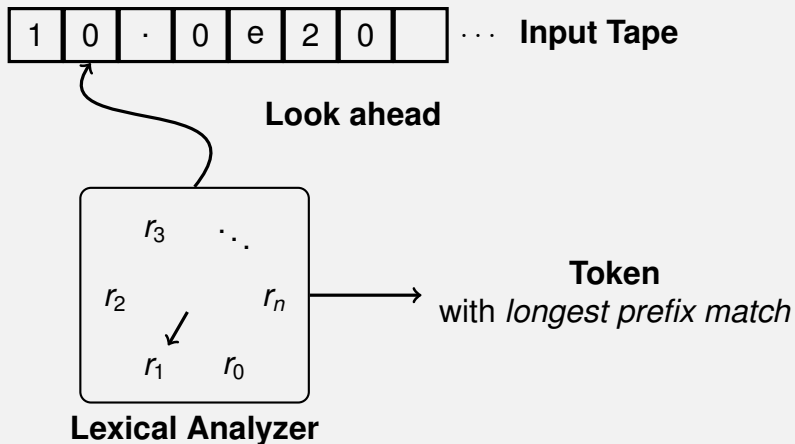 1 0 · 0 e 2 0 ··· Input Tape
Look ahead
r₃ ⋱
Token
r₂ rₙ
with longest prefix match
r₁ r₀
Lexical Analyzer